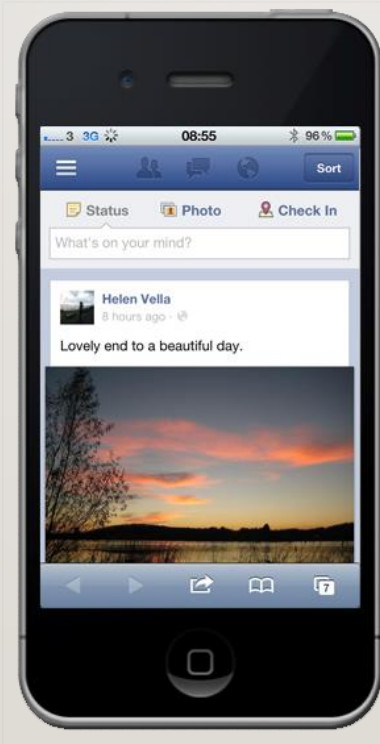 3 3G 08:55 96%
Sort
Status Photo Check In
What's on your mind?
Helen Vella
8 hours ago ·
Lovely end to a beautiful day.
7